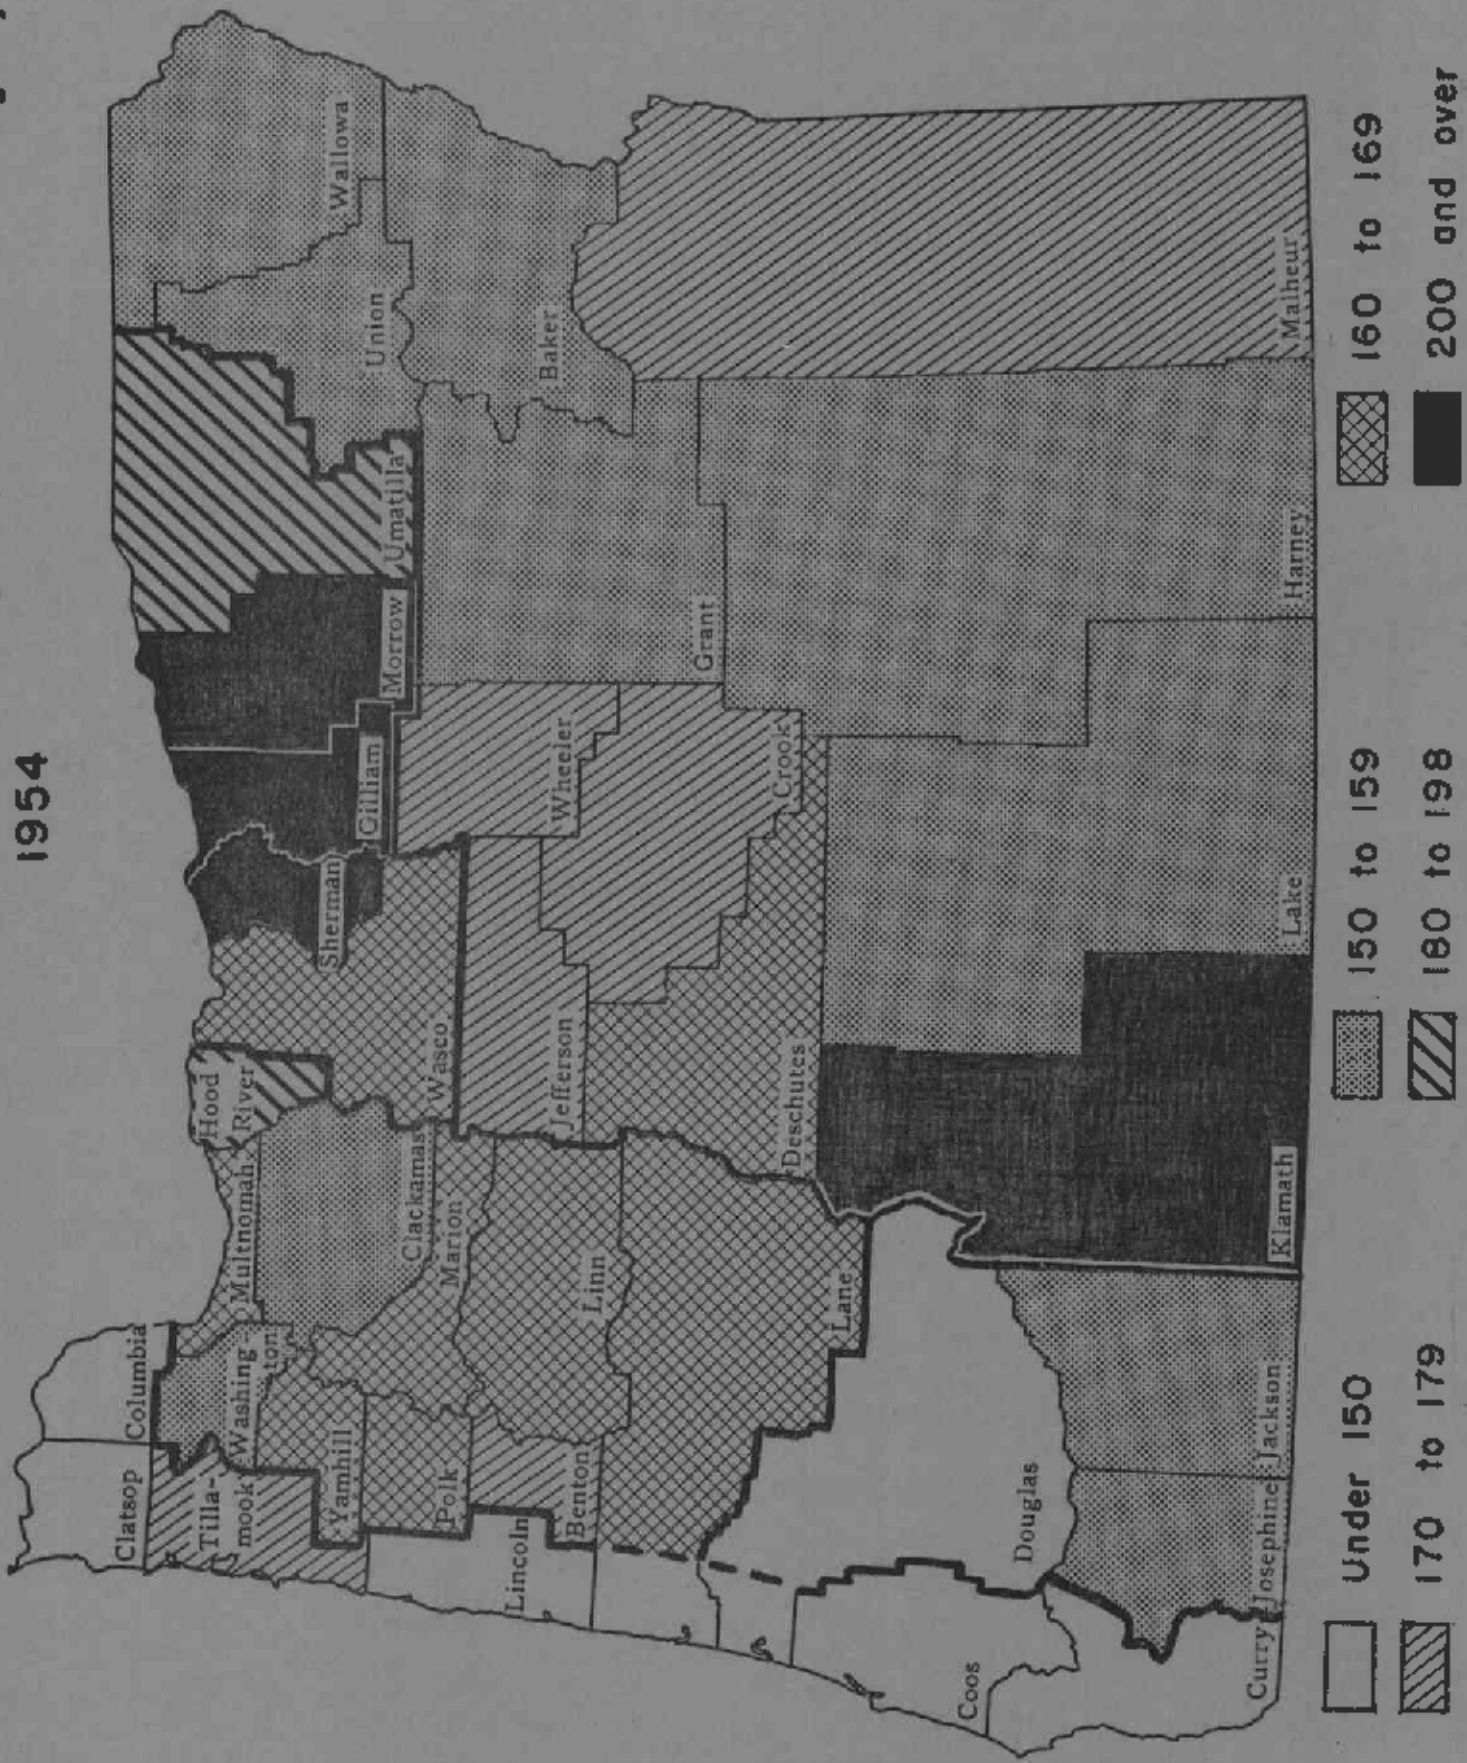 1954
Clatsop
Columbia
Tilla-
mook
Washing-
ton
Multnomah
Hood
River
Sherman
Gilliam
Morrow
Umatilla
Union
Wallowa
Yamhill
Clackamas
Wasco
Polk
Marion
Wheeler
Baker
Lincoln
Benton
Linn
Jefferson
Grant
Lane
Deschutes
Crook
Douglas
Coos
Curry
Josephine
Jackson
Klamath
Lake
Harney
Malheur
Under 150
150 to 159
160 to 169
170 to 179
180 to 198
200 and over